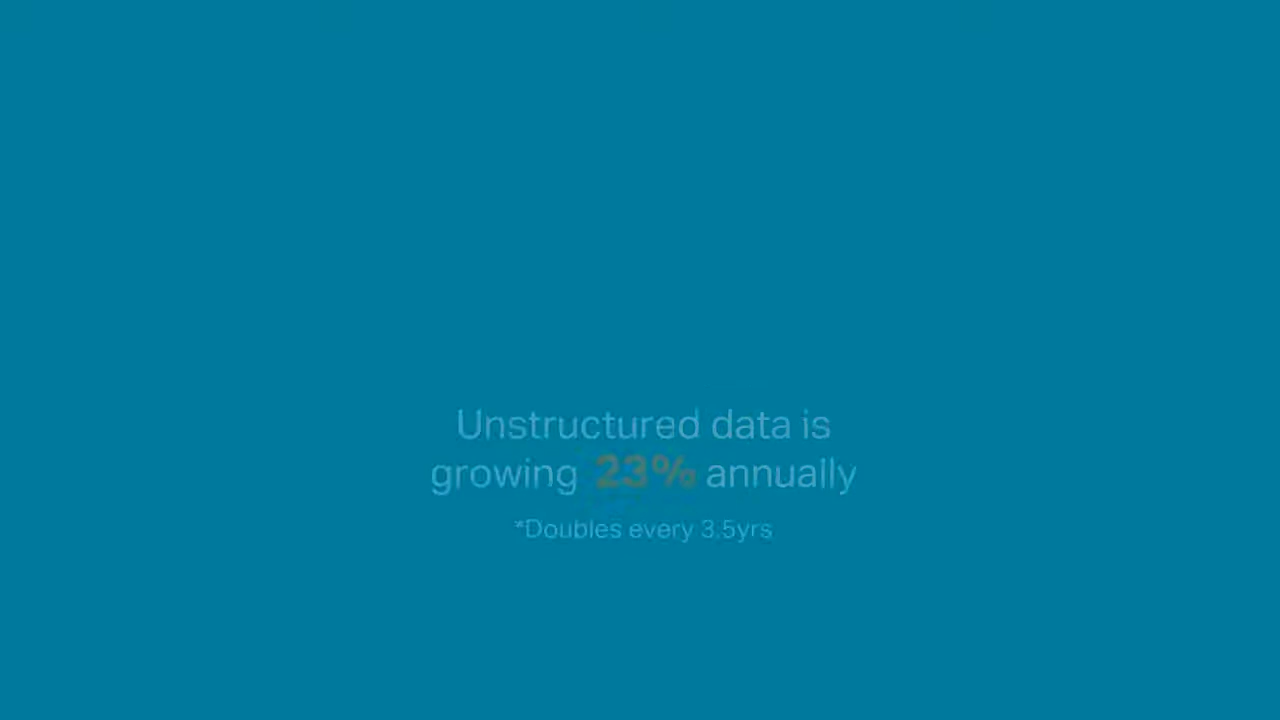 Unstructured data is
growing 23% annually
*Doubles every 3.5yrs